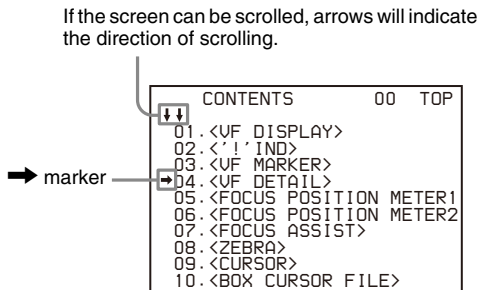 If the screen can be scrolled, arrows will indicate
the direction of scrolling.
CONTENTS 00 TOP
↓↓
01.<VF DISPLAY>
02.<'!'IND>
03.<VF MARKER>
➡ marker
→04.<VF DETAIL>
05.<FOCUS POSITION METER1
06.<FOCUS POSITION METER2
07.<FOCUS ASSIST>
08.<ZEBRA>
09.<CURSOR>
10.<BOX CURSOR FILE>